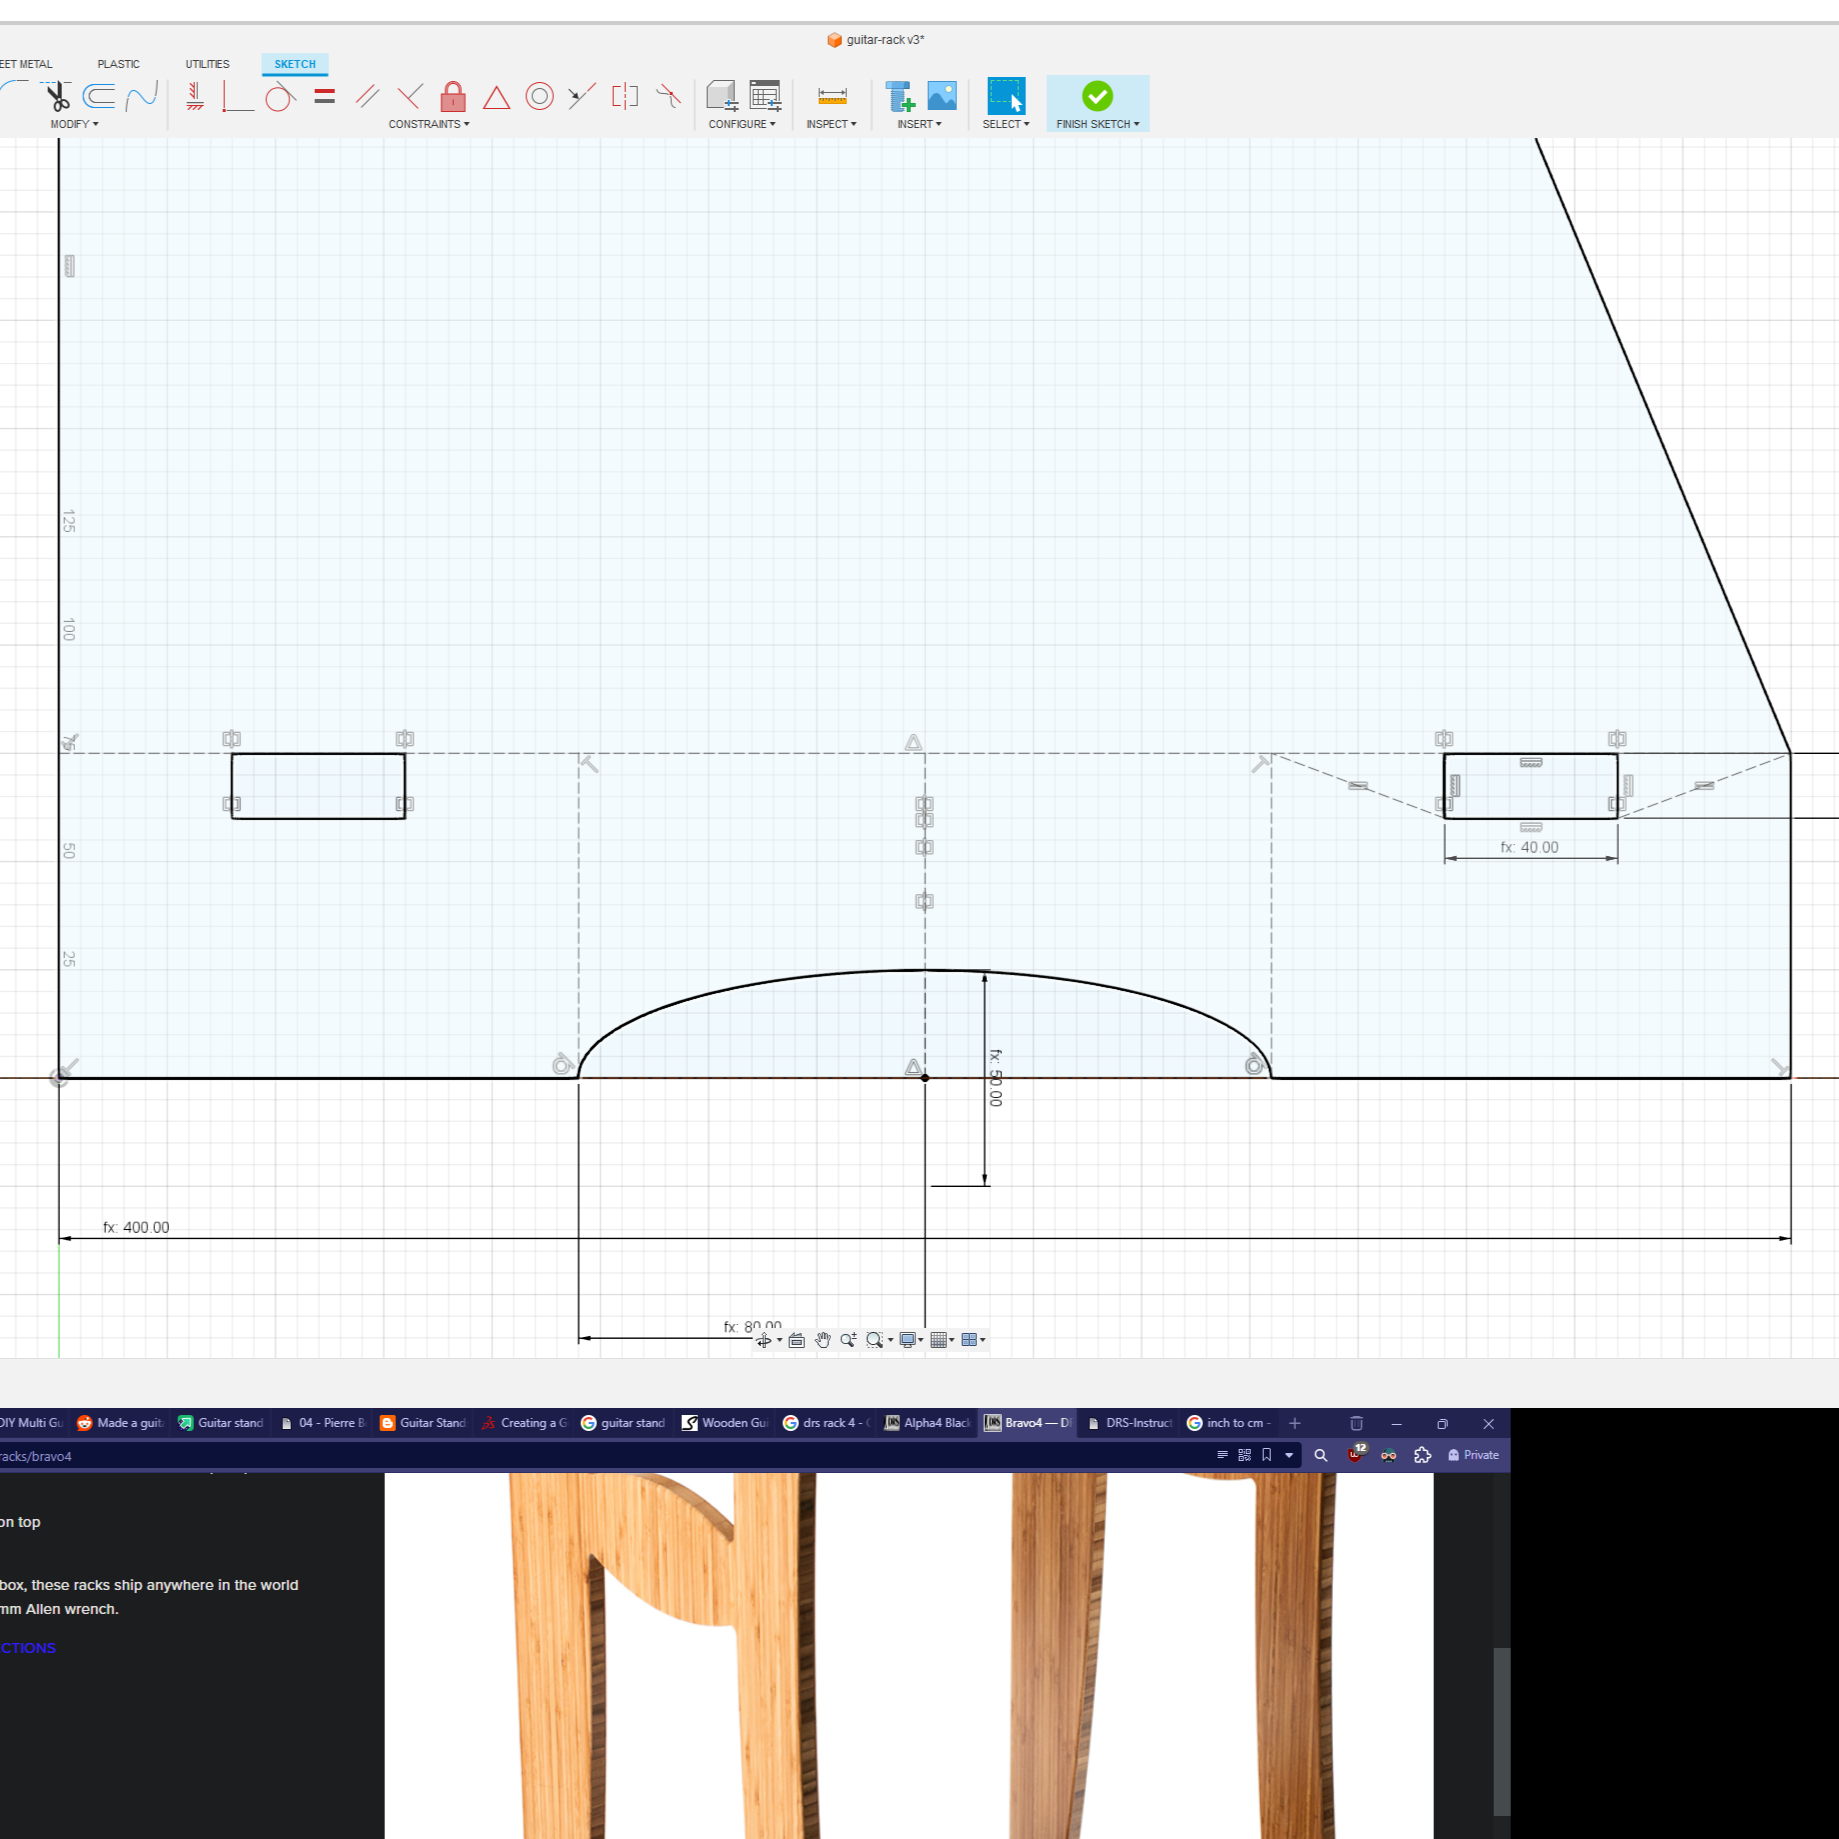 guitar-rack v3*
EET METAL PLASTIC UTILITIES SKETCH
MODIFY CONSTRAINTS CONFIGURE INSPECT INSERT SELECT FINISH SKETCH
125
100
75
50
25
fx: 40.00
fx: 50.00
fx: 400.00
fx: 80.00
DIY Multi Gu Made a guit Guitar stand 04 - Pierre B Guitar Stand Creating a G guitar stand Wooden Gui drs rack 4 - Alpha4 Black Bravo4 — D DRS-Instruct inch to cm -
racks/bravo4 12 Private
on top
box, these racks ship anywhere in the world
mm Allen wrench.
CTIONS